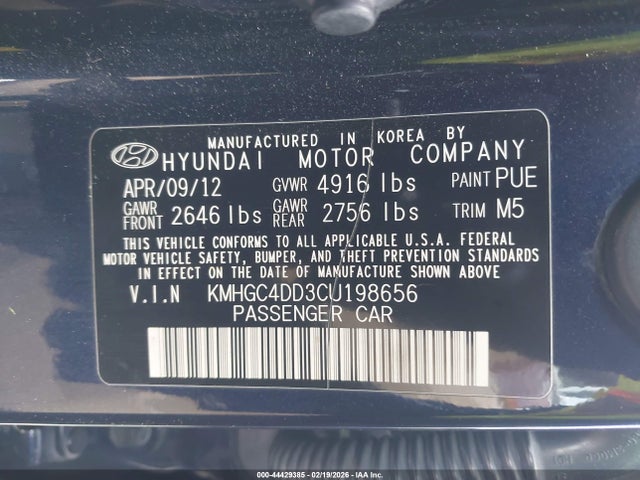 MANUFACTURED IN KOREA BY
HYUNDAI MOTOR COMPANY
APR/09/12 GVWR 4916 lbs PAINT PUE
GAWR FRONT 2646 lbs GAWR REAR 2756 lbs TRIM M5
THIS VEHICLE CONFORMS TO ALL APPLICABLE U.S.A. FEDERAL
MOTOR VEHICLE SAFETY, BUMPER, AND THEFT PREVENTION STANDARDS
IN EFFECT ON THE DATE OF MANUFACTURE SHOWN ABOVE
V.I.N KMHGC4DD3CU198656
PASSENGER CAR
000-44429385 - 02/19/2026 - IAA Inc.